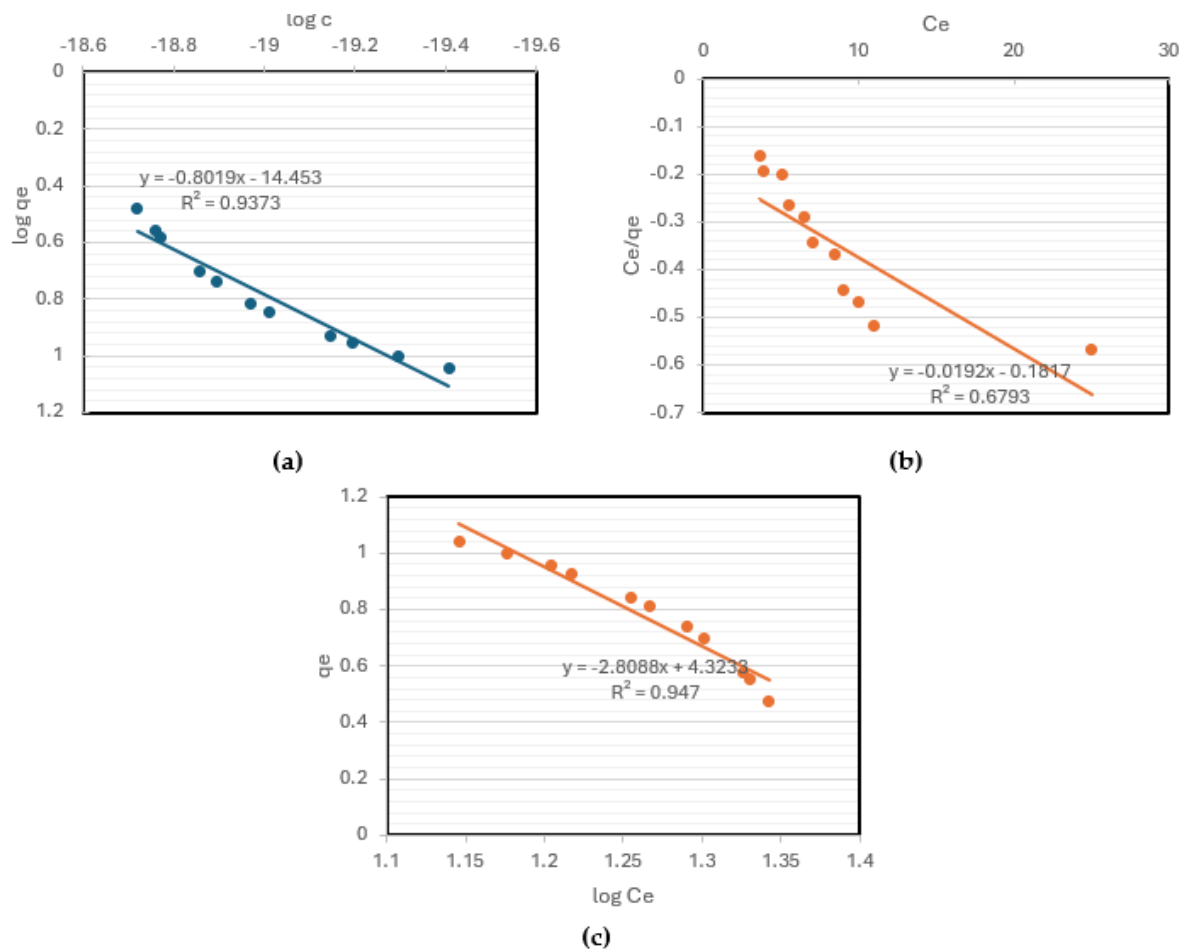 log c
-18.6 -18.8 -19 -19.2 -19.4 -19.6
0
0.2
0.4
0.6
0.8
1
1.2
log qe
y = -0.8019x - 14.453
R² = 0.9373
(a)
Ce
0 10 20 30
0
-0.1
-0.2
-0.3
-0.4
-0.5
-0.6
-0.7
Ce/qe
y = -0.0192x - 0.1817
R² = 0.6793
(b)
1.2
1
0.8
0.6
0.4
0.2
0
qe
y = -2.8088x + 4.3233
R² = 0.947
1.1 1.15 1.2 1.25 1.3 1.35 1.4
log Ce
(c)